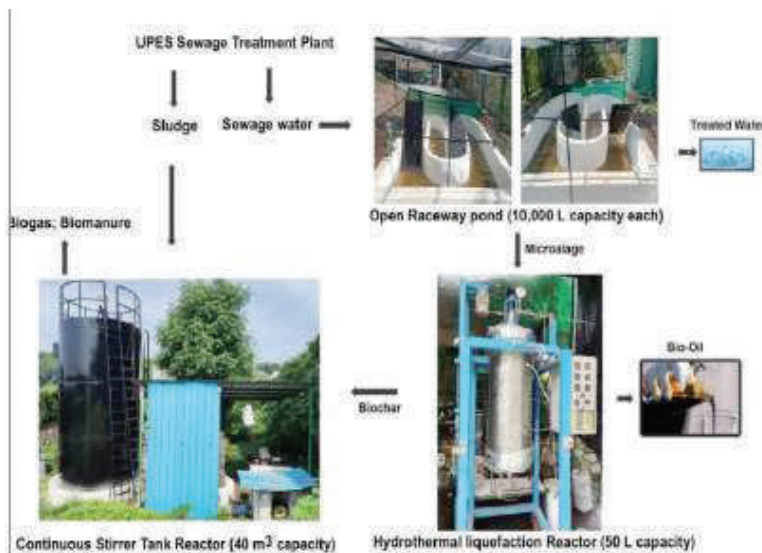 UPES Sewage Treatment Plant
Sludge
Sewage water
Treated Water
Open Raceway pond (10,000 L capacity each)
Biogas; Biomanure
Microalage
Bio-Oil
Biochar
Continuous Stirrer Tank Reactor (40 m³ capacity)
Hydrothermal liquefaction Reactor (50 L capacity)